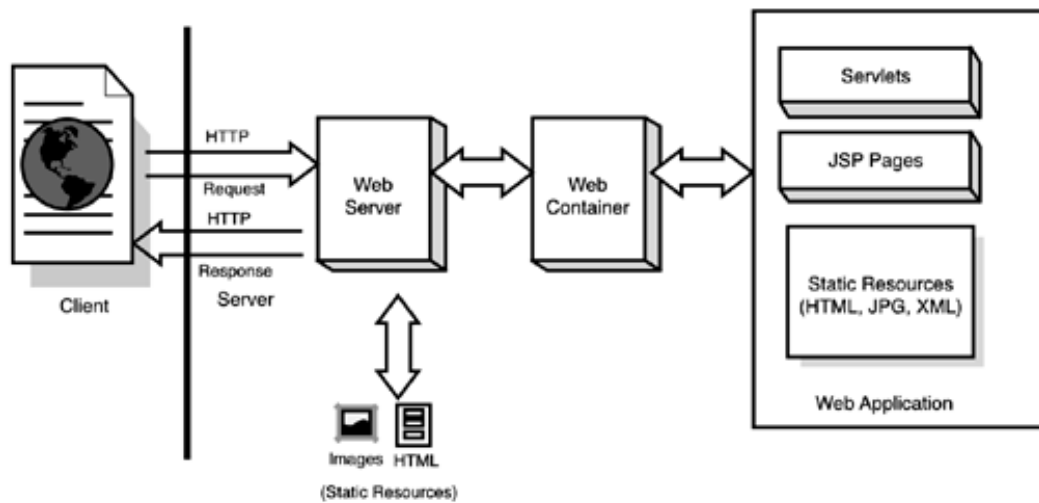 Client
HTTP
Request
HTTP
Response
Server
Web
Server
Images HTML
(Static Resources)
Web
Container
Servlets
JSP Pages
Static Resources
(HTML, JPG, XML)
Web Application